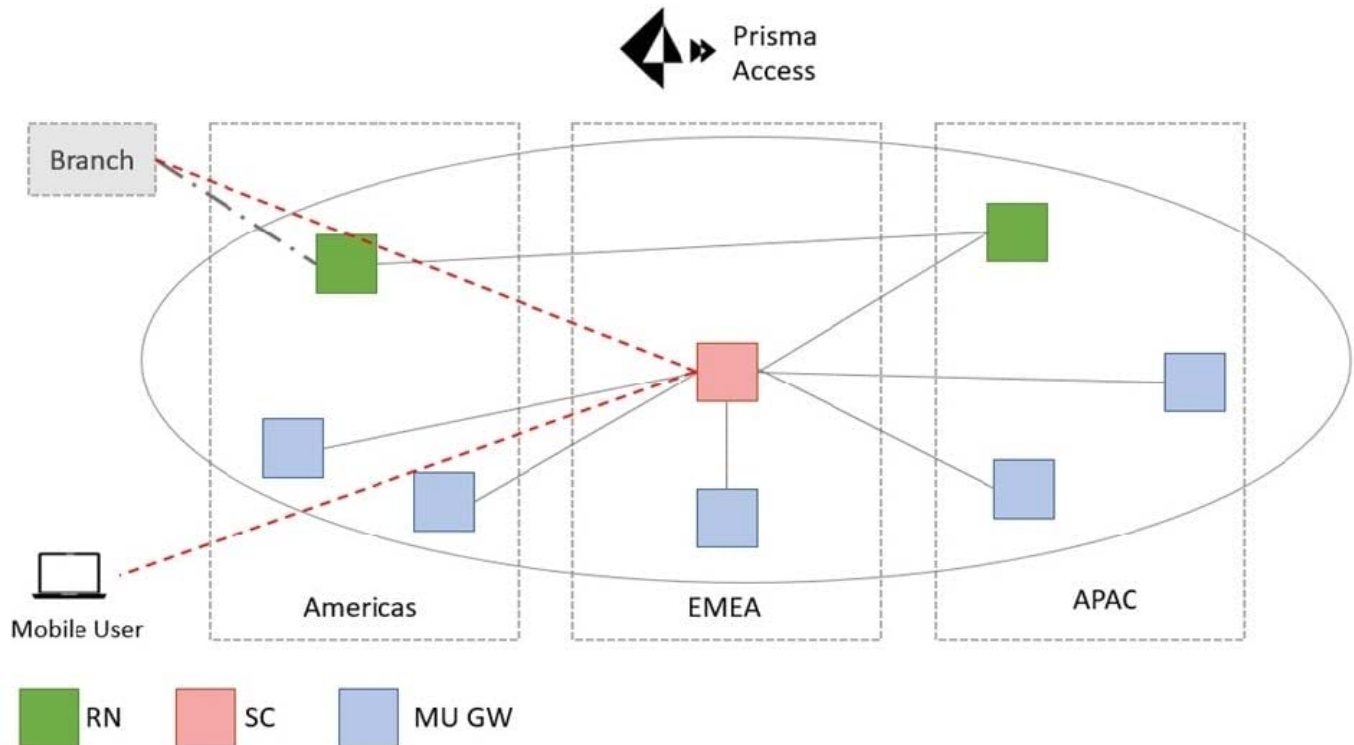 Prisma
Access
Branch
Americas
EMEA
APAC
Mobile User
RN
SC
MU GW